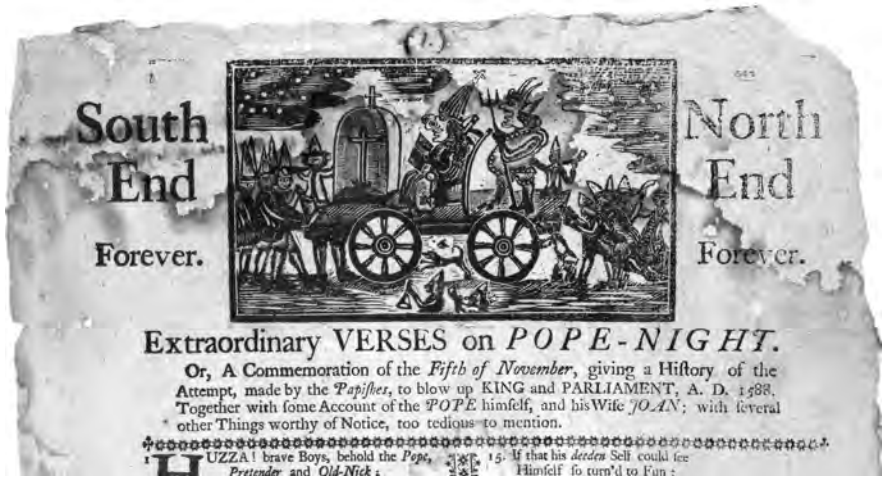 (1.)
South
End
Forever.
North
End
Forever.
Extraordinary VERSES on POPE-NIGHT.
Or, A Commemoration of the Fifth of November, giving a Hiſtory of the
Attempt, made by the Papiſhes, to blow up KING and PARLIAMENT, A. D. 1588.
Together with ſome Account of the POPE himſelf, and his Wife JOAN; with ſeveral
other Things worthy of Notice, too tedious to mention.
1 HUZZA! brave Boys, behold the Pope,
Pretender and Old-Nick;
15. If that his deeden Self could ſee
Himſelf ſo turn'd to Fun: